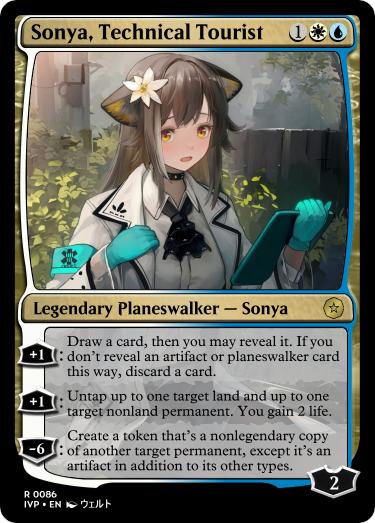 Sonya, Technical Tourist 1
Legendary Planeswalker — Sonya
+1: Draw a card, then you may reveal it. If you
don't reveal an artifact or planeswalker card
this way, discard a card.
+1: Untap up to one target land and up to one
target nonland permanent. You gain 2 life.
-6: Create a token that's a nonlegendary copy
of another target permanent, except it's an
artifact in addition to its other types.
2
R 0086
IVP • EN ウェルト